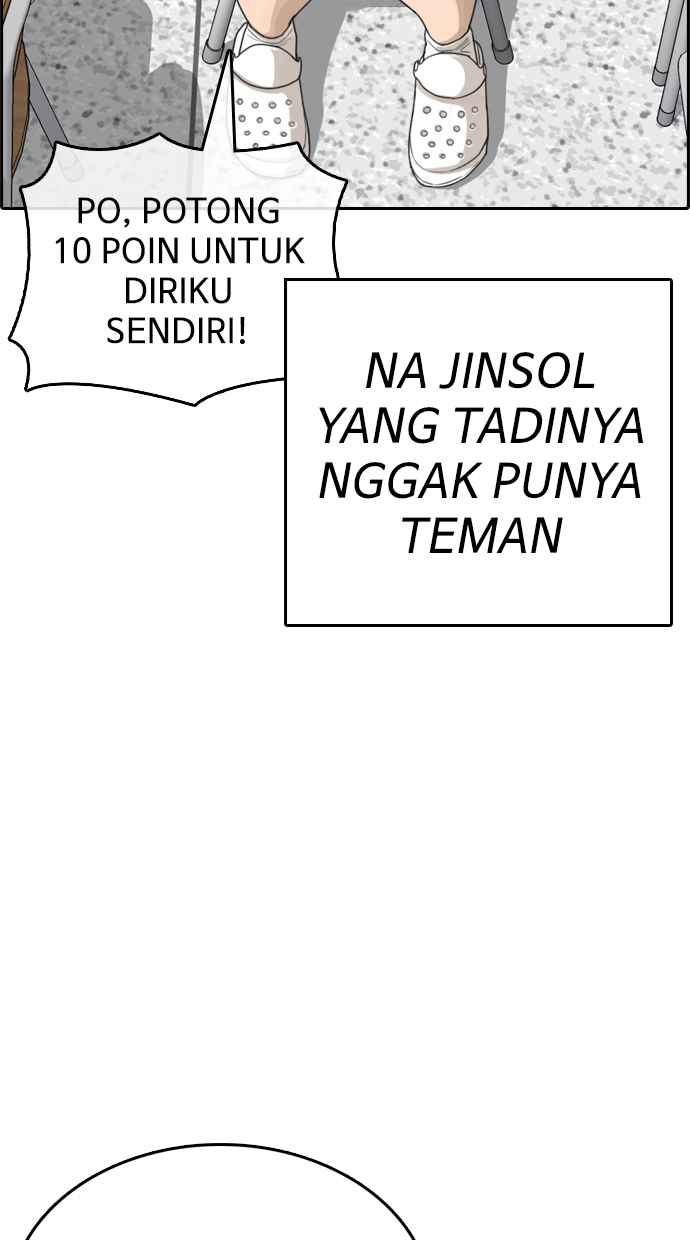 PO, POTONG
10 POIN UNTUK
DIRIKU
SENDIRI!
NA JINSOL
YANG TADINYA
NGGAK PUNYA
TEMAN